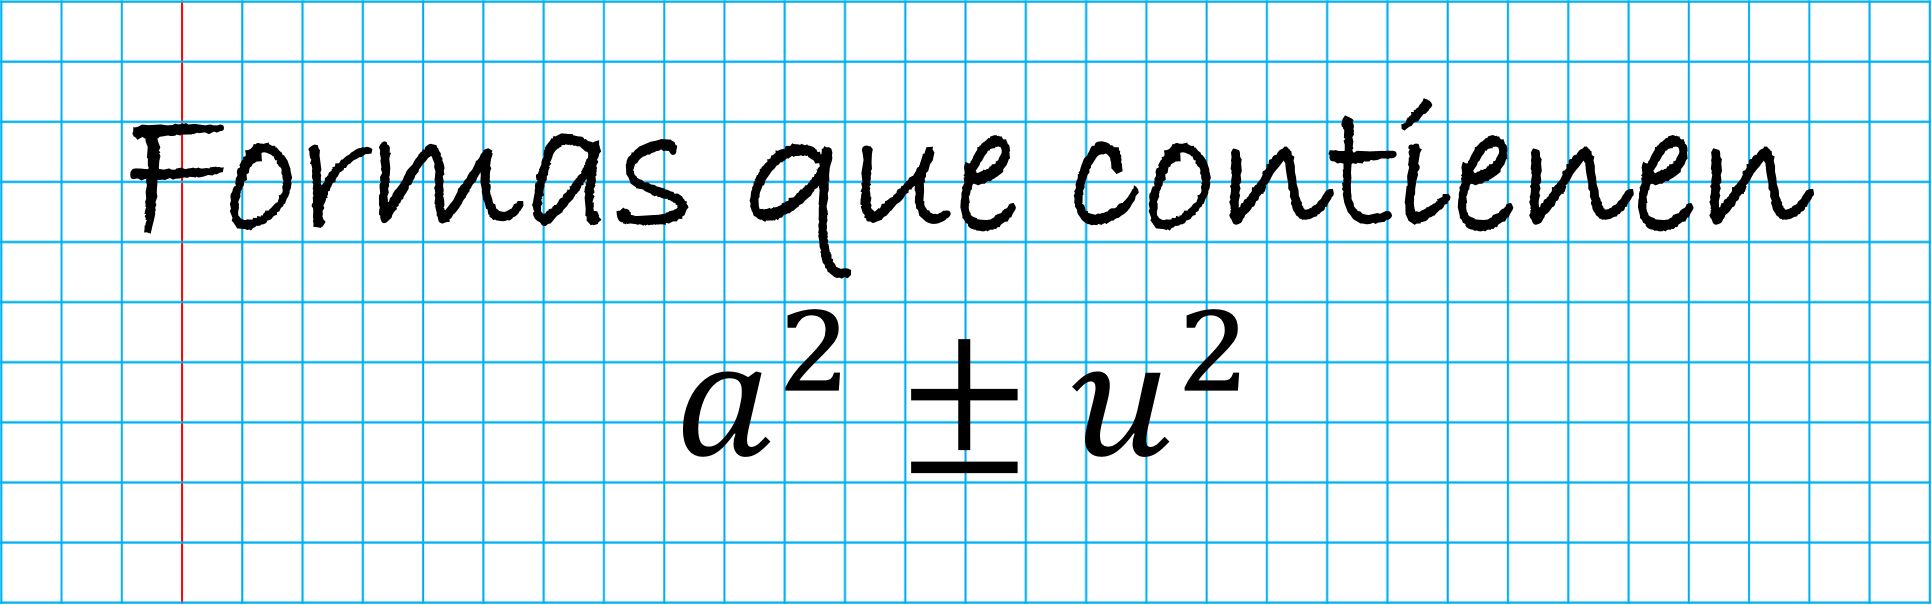 Formas que contienen
a² ± u²